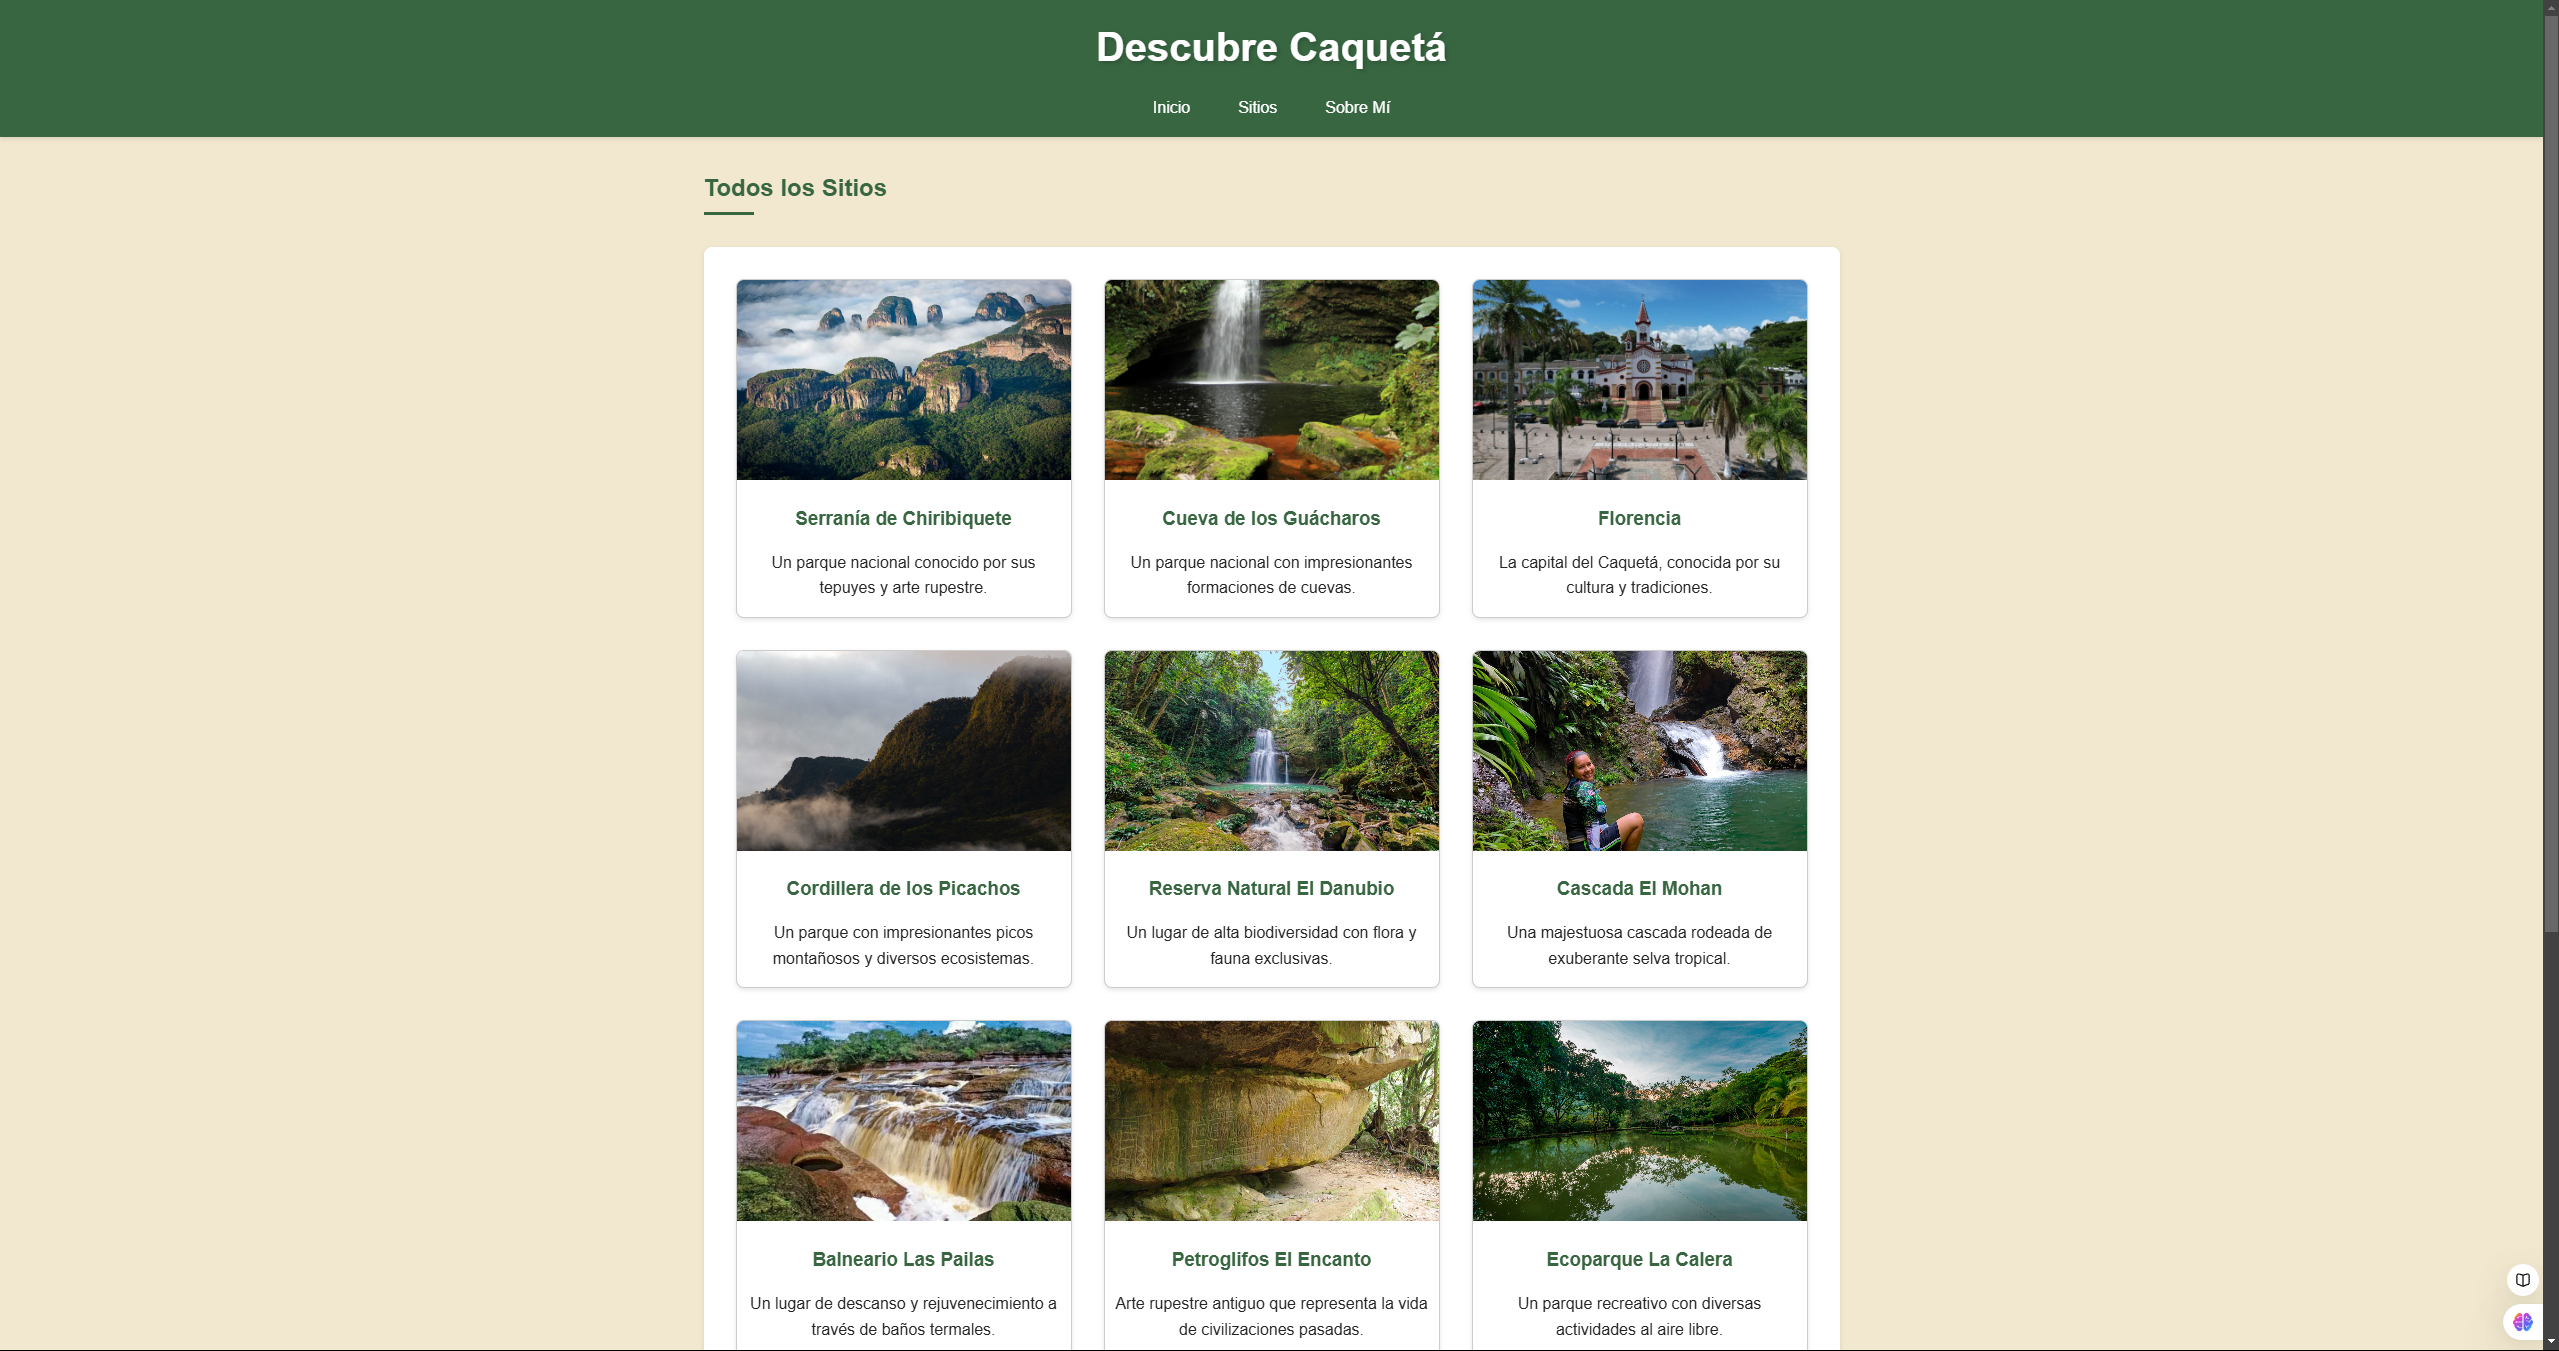 Descubre Caquetá
Inicio Sitios Sobre Mí
Todos los Sitios
Serranía de Chiribiquete
Un parque nacional conocido por sus
tepuyes y arte rupestre.
Cueva de los Guácharos
Un parque nacional con impresionantes
formaciones de cuevas.
Florencia
La capital del Caquetá, conocida por su
cultura y tradiciones.
Cordillera de los Picachos
Un parque con impresionantes picos
montañosos y diversos ecosistemas.
Reserva Natural El Danubio
Un lugar de alta biodiversidad con flora y
fauna exclusivas.
Cascada El Mohan
Una majestuosa cascada rodeada de
exuberante selva tropical.
Balneario Las Pailas
Un lugar de descanso y rejuvenecimiento a
través de baños termales.
Petroglifos El Encanto
Arte rupestre antiguo que representa la vida
de civilizaciones pasadas.
Ecoparque La Calera
Un parque recreativo con diversas
actividades al aire libre.